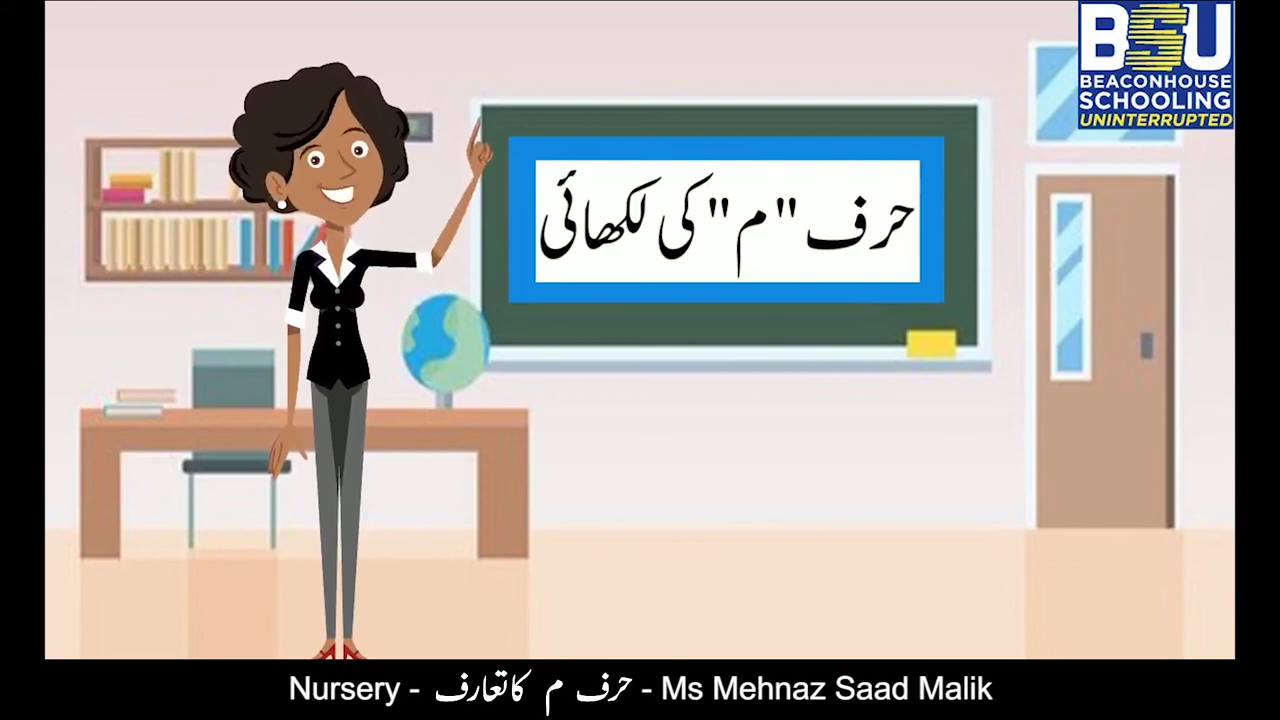 BSU
BEACONHOUSE
SCHOOLING
UNINTERRUPTED
حرف "م" کی لکھائی
Nursery - حرف م کا تعارف - Ms Mehnaz Saad Malik